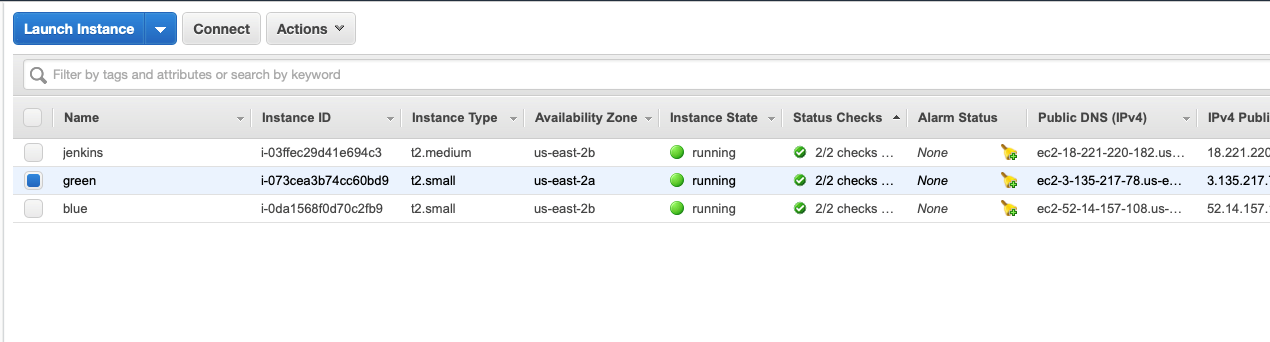 Launch Instance Connect Actions
Filter by tags and attributes or search by keyword
Name Instance ID Instance Type Availability Zone Instance State Status Checks Alarm Status Public DNS (IPv4) IPv4 Publi
jenkins i-03ffec29d41e694c3 t2.medium us-east-2b running 2/2 checks ... None ec2-18-221-220-182.us... 18.221.220
green i-073cea3b74cc60bd9 t2.small us-east-2a running 2/2 checks ... None ec2-3-135-217-78.us-e... 3.135.217.
blue i-0da1568f0d70c2fb9 t2.small us-east-2b running 2/2 checks ... None ec2-52-14-157-108.us-... 52.14.157.